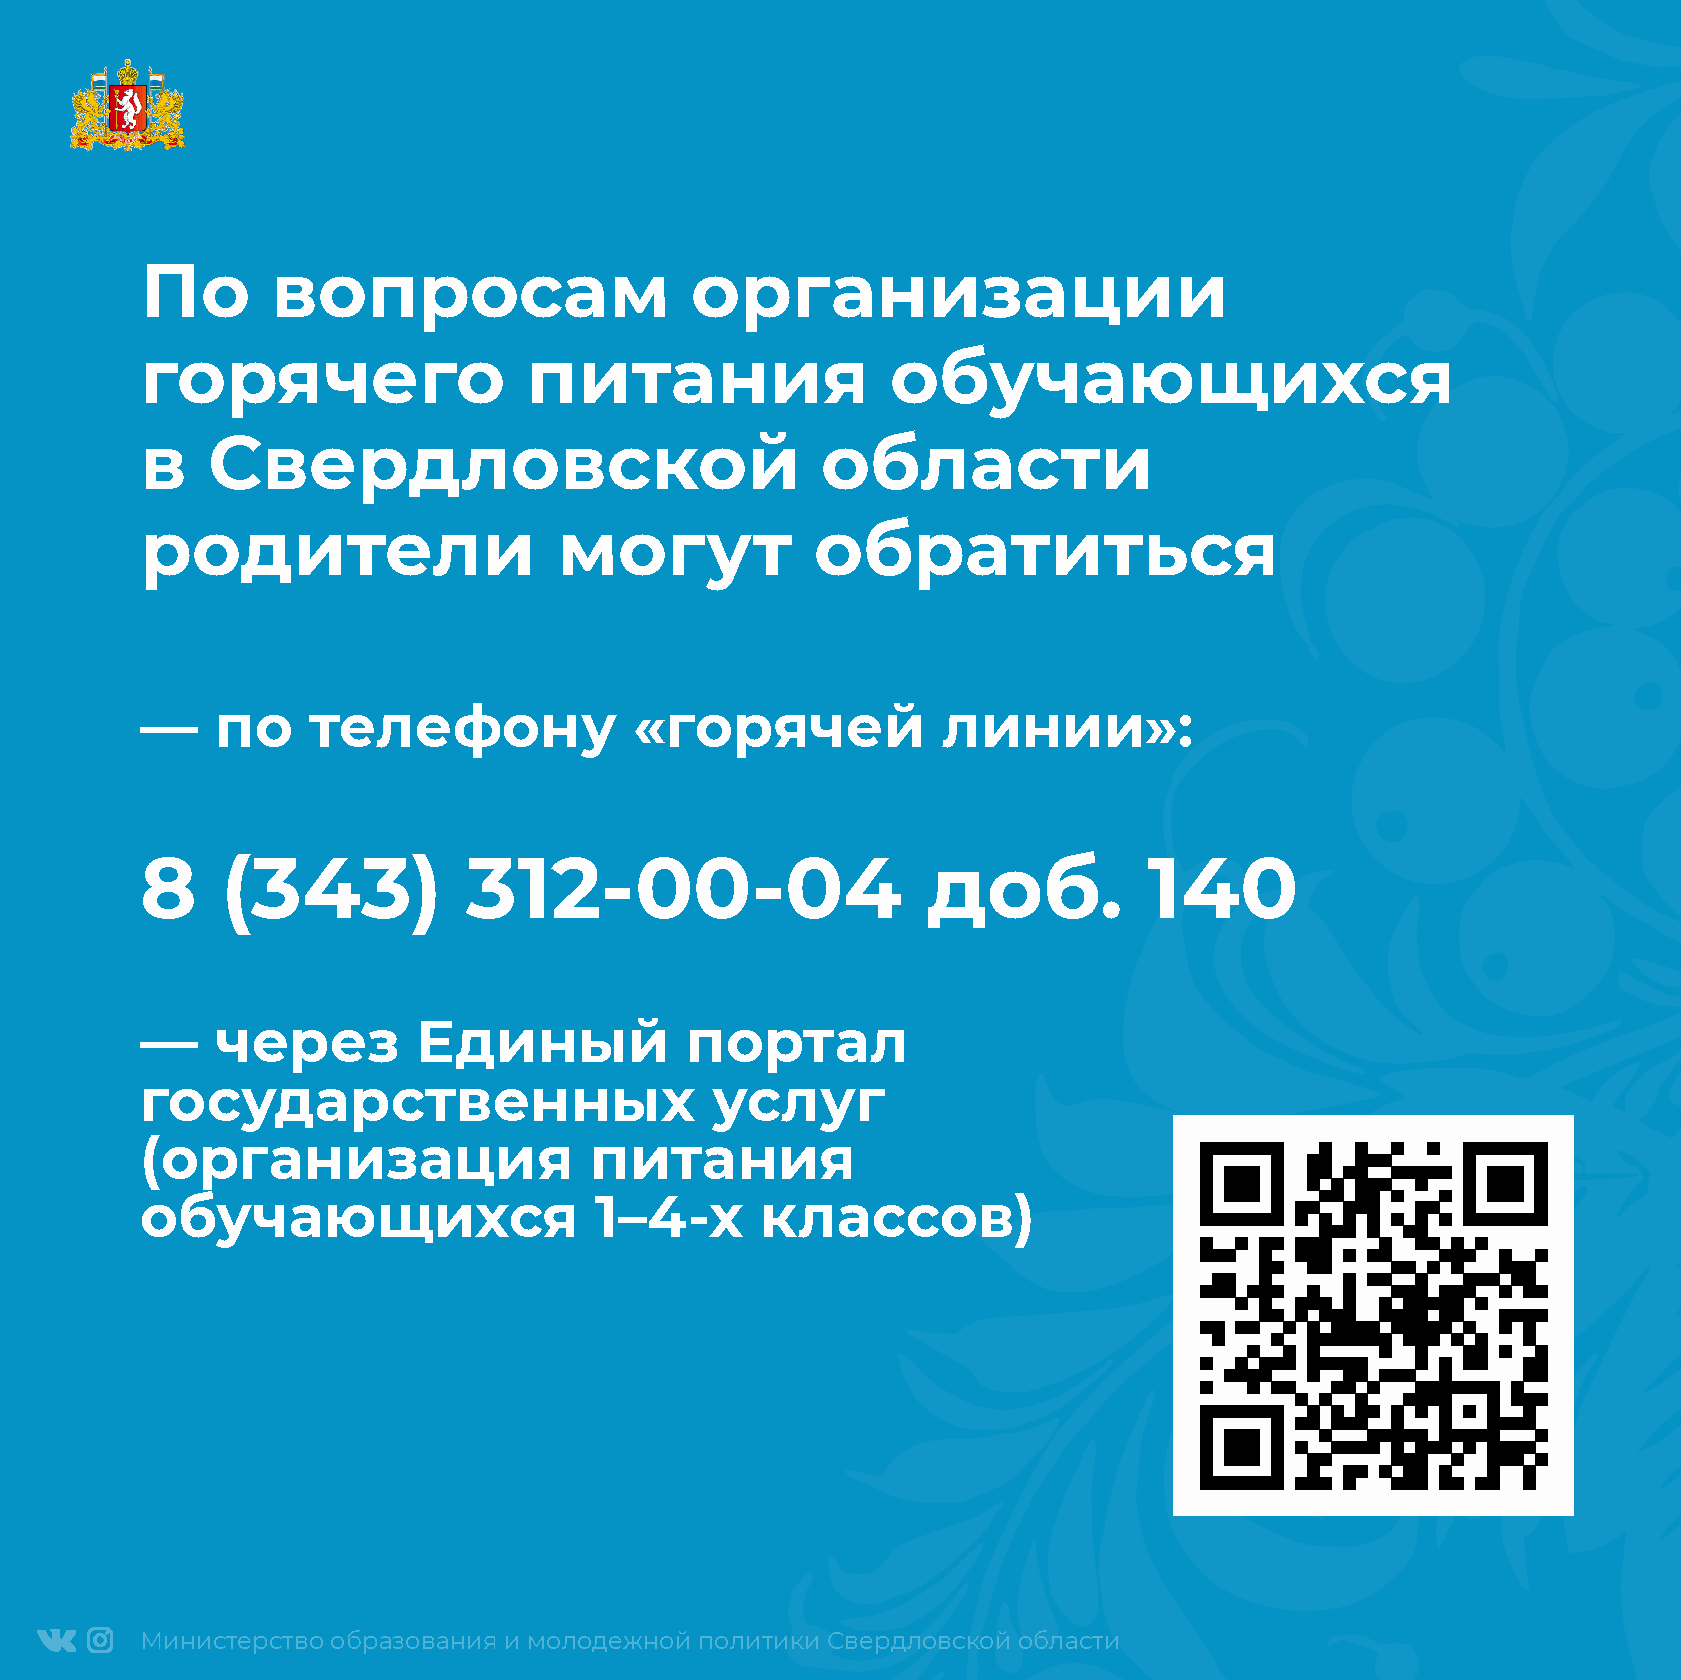 По вопросам организации
горячего питания обучающихся
в Свердловской области
родители могут обратиться
— по телефону «горячей линии»:
8 (343) 312-00-04 доб. 140
— через Единый портал
государственных услуг
(организация питания
обучающихся 1–4-х классов)
Министерство образования и молодежной политики Свердловской области